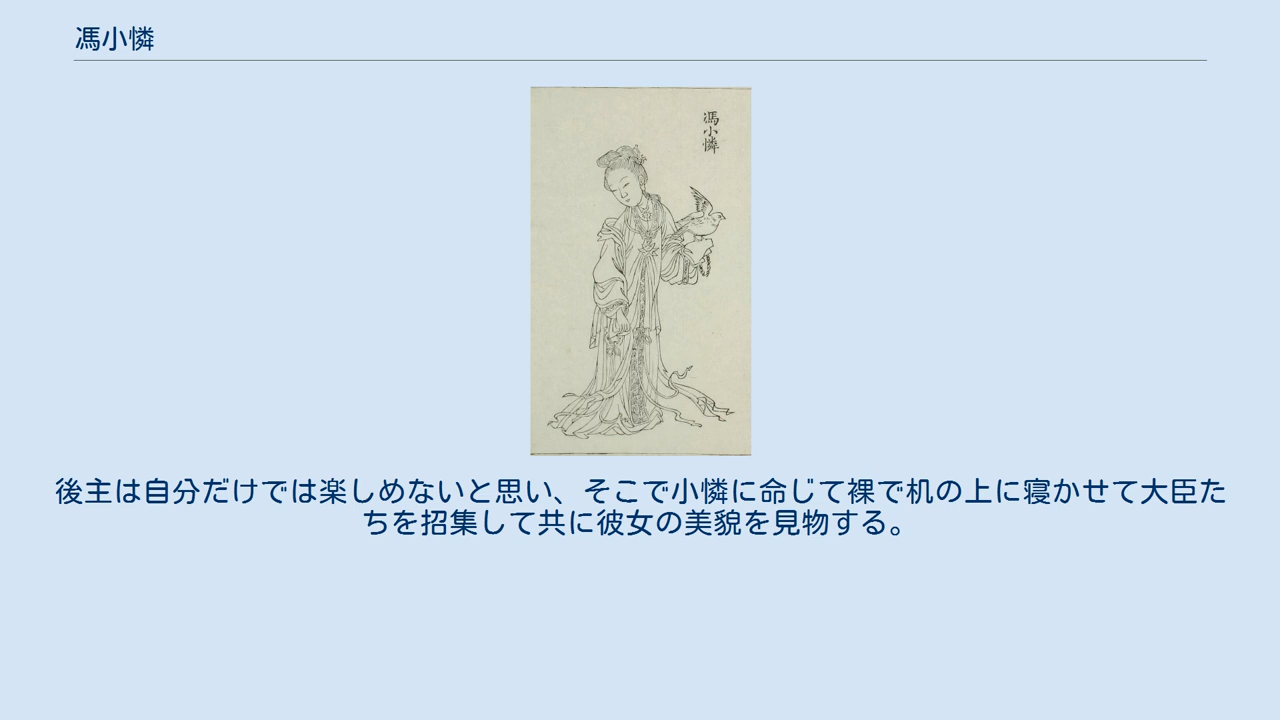 馮小憐
馮小憐
後主は自分だけでは楽しめないと思い、そこで小憐に命じて裸で机の上に寝かせて大臣た
ちを招集して共に彼女の美貌を見物する。